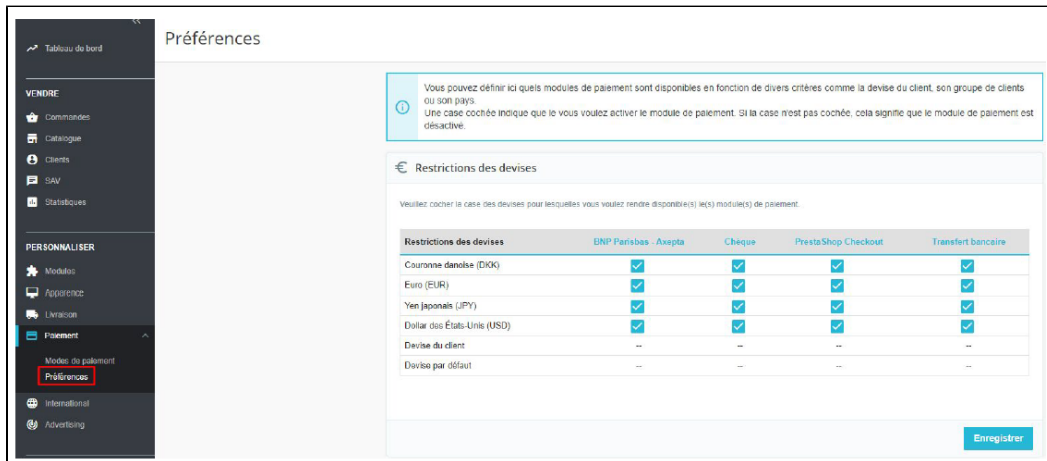 Tableau de bord
VENDRE
Commandes
Catalogue
Clients
SAV
Statistiques
PERSONNALISER
Modules
Apparence
Livraison
Paiement
Modes de paiement
Préférences
International
Advertising
Préférences
Vous pouvez définir ici quels modules de paiement sont disponibles en fonction de divers critères comme la devise du client, son groupe de clients
ou son pays.
Une case cochée indique que le vous voulez activer le module de paiement. Si la case n'est pas cochée, cela signifie que le module de paiement est
désactivé.
€ Restrictions des devises
Veuillez cocher la case des devises pour lesquelles vous voulez rendre disponible(s) le(s) module(s) de paiement.
Restrictions des devises BNP Parisbas - Axepta Cheque PrestaShop Checkout Transfert bancaire
Couronne danoise (DKK)
Euro (EUR)
Yen japonais (JPY)
Dollar des États-Unis (USD)
Devise du client -- -- -- --
Devise par défaut -- -- -- --
Enregistrer